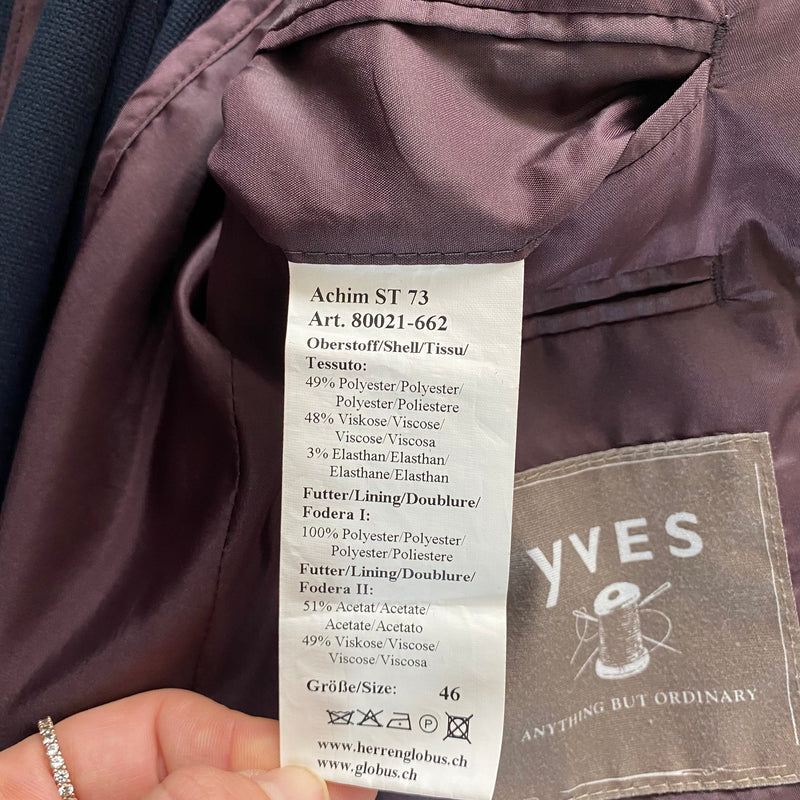 Achim ST 73
Art. 80021-662
Oberstoff/Shell/Tissu/
Tessuto:
49% Polyester/Polyester/
Polyester/Poliestere
48% Viskose/Viscose/
Viscose/Viscosa
3% Elasthan/Elasthan/
Elasthane/Elasthan
Futter/Lining/Doublure/
Fodera I:
100% Polyester/Polyester/
Polyester/Poliestere
Futter/Lining/Doublure/
Fodera II:
51% Acetat/Acetate/
Acetate/Acetato
49% Viskose/Viscose/
Viscose/Viscosa
Größe/Size: 46
P
www.herrenglobus.ch
www.globus.ch
YVES
ANYTHING BUT ORDINARY